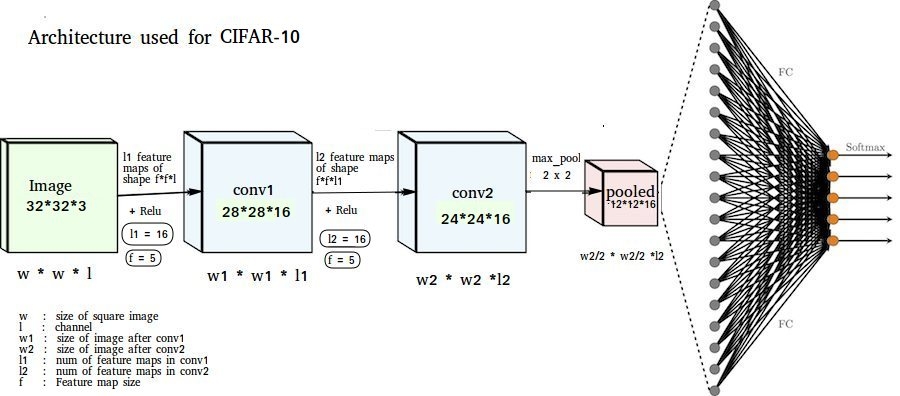 Architecture used for CIFAR-10
Image
32*32*3
w * w * l
l1 feature
maps of
shape f*f*l
+ Relu
l1 = 16
f = 5
conv1
28*28*16
w1 * w1 * l1
l2 feature maps
of shape
f*f*l1
+ Relu
l2 = 16
f = 5
conv2
24*24*16
w2 * w2 *l2
max_pool
2 x 2
pooled
12*12*16
w2/2 * w2/2 *l2
FC
FC
Softmax
w : size of square image
l : channel
w1 : size of image after conv1
w2 : size of image after conv2
l1 : num of feature maps in conv1
l2 : num of feature maps in conv2
f : Feature map size